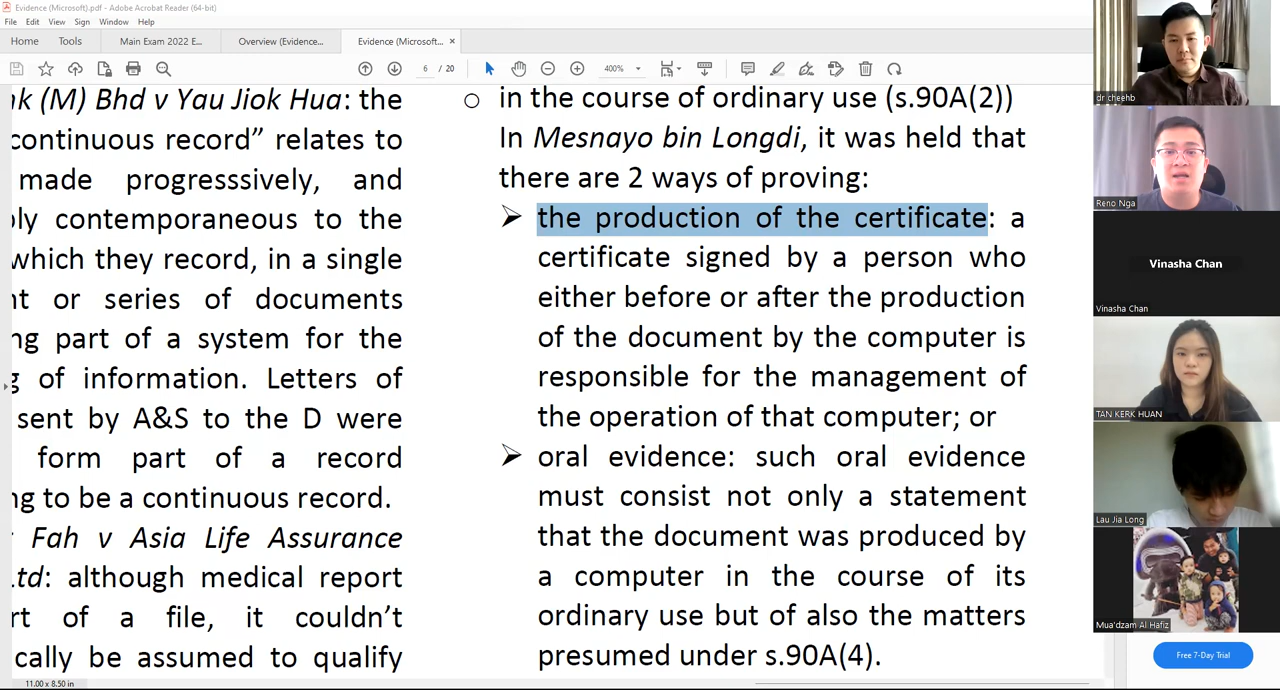 Evidence (Microsoft).pdf - Adobe Acrobat Reader (64-bit)
File Edit View Sign Window Help
Home Tools Main Exam 2022 E... Overview (Evidence... Evidence (Microsoft... ×
6 / 20 400%
nk (M) Bhd v Yau Jiok Hua: the
continuous record” relates to
made progresssively, and
ly contemporaneous to the
which they record, in a single
nt or series of documents
ng part of a system for the
g of information. Letters of
sent by A&S to the D were
form part of a record
ng to be a continuous record.
Fah v Asia Life Assurance
Ltd: although medical report
rt of a file, it couldn’t
cally be assumed to qualify
11.00 x 8.50 in
o in the course of ordinary use (s.90A(2))
In Mesnayo bin Longdi, it was held that
there are 2 ways of proving:
➢ the production of the certificate: a
certificate signed by a person who
either before or after the production
of the document by the computer is
responsible for the management of
the operation of that computer; or
➢ oral evidence: such oral evidence
must consist not only a statement
that the document was produced by
a computer in the course of its
ordinary use but of also the matters
presumed under s.90A(4).
dr cheehb
Reno Nga
Vinasha Chan
Vinasha Chan
TAN KERK HUAN
Lau Jia Long
Mua'dzam Al Hafiz
Free 7-Day Trial